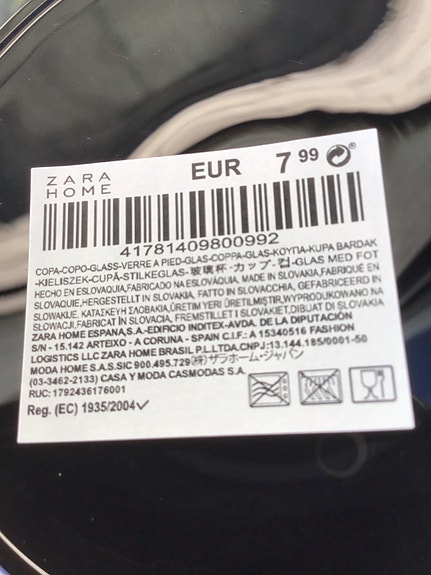 ZARA
HOME
EUR 7 99
41781409800992
COPA-COPO-GLASS-VERRE A PIED-GLAS-COPPA-GLAS-ΚΟΥΠΑ-KUPA BARDAK
-KIELISZEK-CUPĂ-STILKEGLAS-玻璃杯-カップ-컵-GLAS MED FOT
HECHO EN ESLOVAQUIA,FABRICADO NA ESLOVÁQUIA, MADE IN SLOVAKIA,FABRIQUÉ EN
SLOVAQUIE,HERGESTELLT IN SLOVAKIA, FATTO IN SLOVACCHIA, GEFABRICEERD IN
SLOWAKIJE. ΚΑΤΑΣΚΕΥΗ ΣΛΟΒΑΚΙΑ,ÜRETIM YERI ÜRETILMIŞTIR,WYPRODUKOWANO NA
SŁOWACJI,FABRICAT ÎN SLOVACIA, FREMSTILLET I SLOVAKIET,DIBUAT DI SLOVAKIA
ZARA HOME ESPANA,S.A.-EDIFICIO INDITEX-AVDA. DE LA DIPUTACIÓN
S/N - 15.142 ARTEIXO - A CORUNA - SPAIN C.I.F.: A 15340516 FASHION
LOGISTICS LLC ZARA HOME BRASIL P.L.LTDA.CNPJ:13.144.185/0001-50
MODA HOME S.A.S.SIC 900.495.729(株)ザラホーム・ジャパン
(03-3462-2133) CASA Y MODA CASMODAS S.A.
RUC: 1792436176001
Reg. (EC) 1935/2004✓